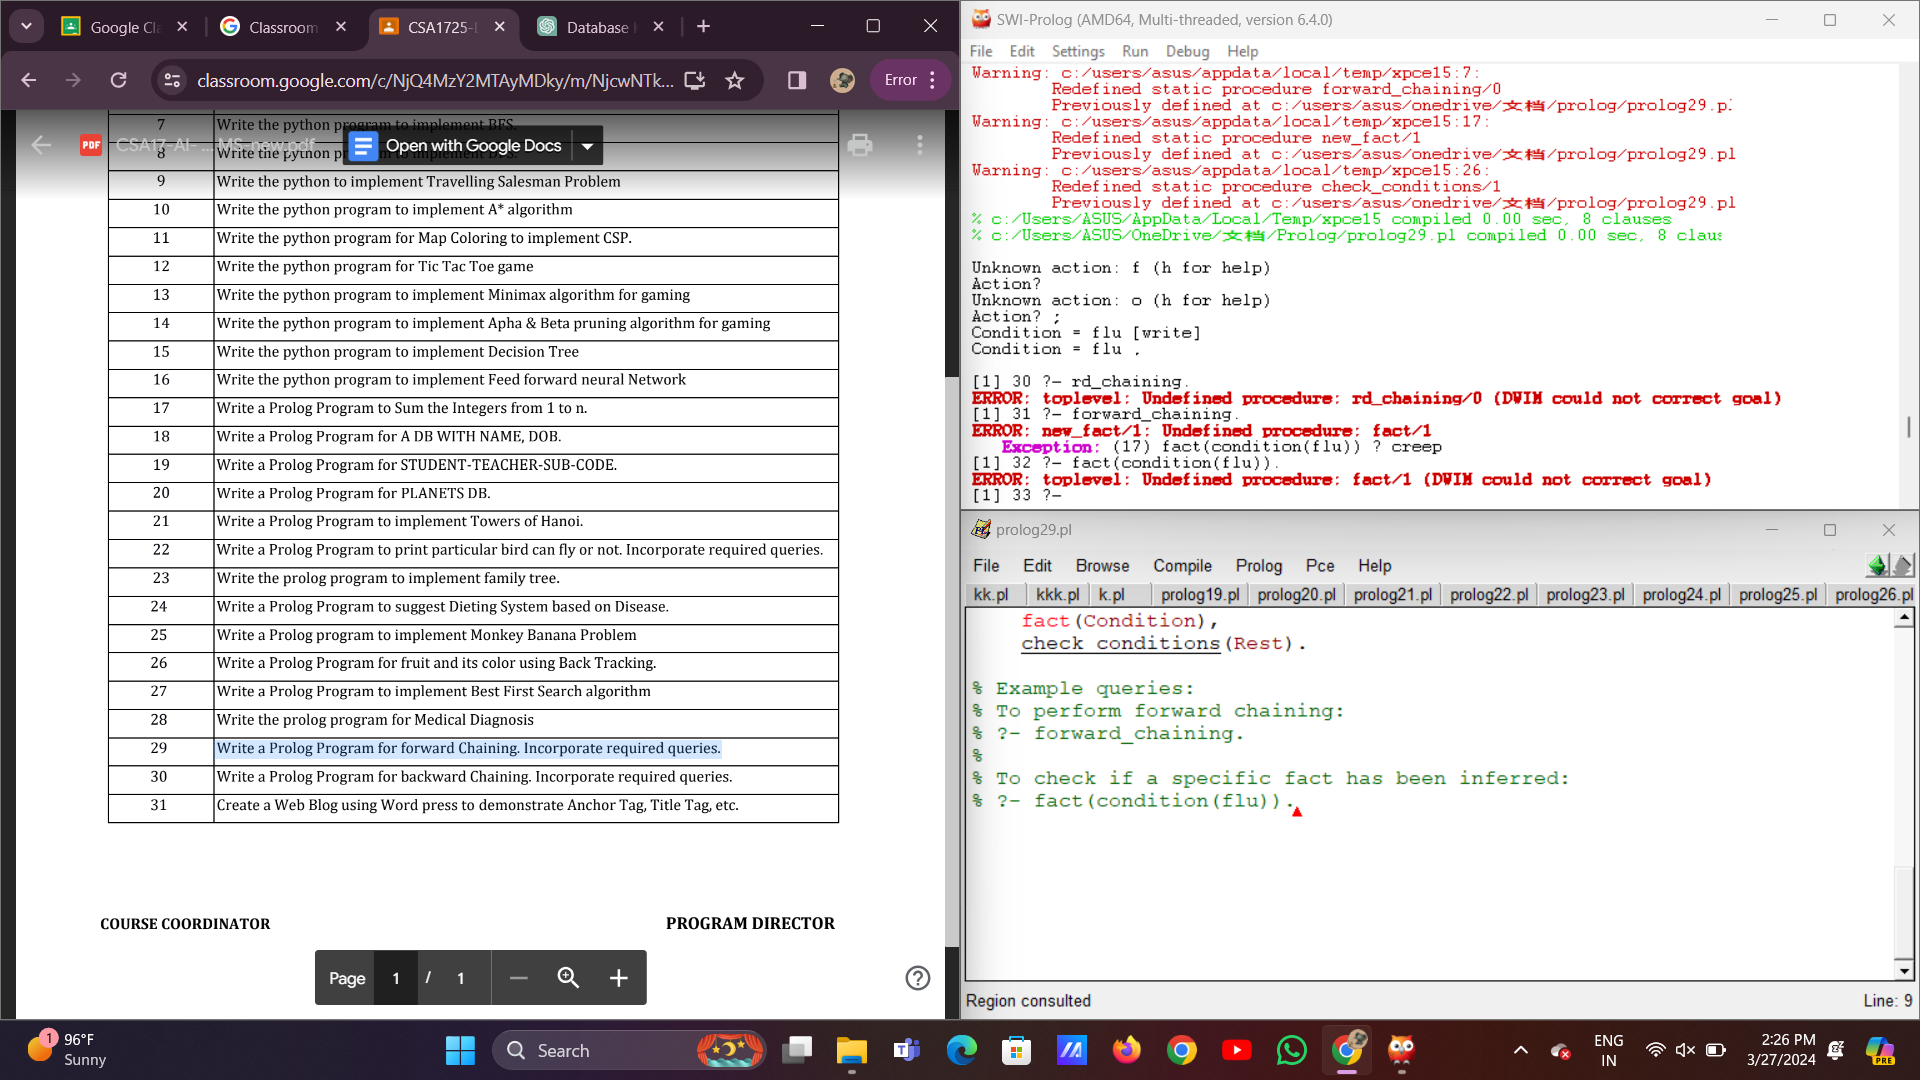 Google Cla
Classroom
CSA1725-I
Database
classroom.google.com/c/NjQ4MzY2MTAyMDky/m/NjcwNTk...
Error
PDF
CSA17-AI- ... MS-new.pdf
Open with Google Docs
7 Write the python program to implement BFS.
8 Write the python
9 Write the python to implement Travelling Salesman Problem
10 Write the python program to implement A* algorithm
11 Write the python program for Map Coloring to implement CSP.
12 Write the python program for Tic Tac Toe game
13 Write the python program to implement Minimax algorithm for gaming
14 Write the python program to implement Apha & Beta pruning algorithm for gaming
15 Write the python program to implement Decision Tree
16 Write the python program to implement Feed forward neural Network
17 Write a Prolog Program to Sum the Integers from 1 to n.
18 Write a Prolog Program for A DB WITH NAME, DOB.
19 Write a Prolog Program for STUDENT-TEACHER-SUB-CODE.
20 Write a Prolog Program for PLANETS DB.
21 Write a Prolog Program to implement Towers of Hanoi.
22 Write a Prolog Program to print particular bird can fly or not. Incorporate required queries.
23 Write the prolog program to implement family tree.
24 Write a Prolog Program to suggest Dieting System based on Disease.
25 Write a Prolog program to implement Monkey Banana Problem
26 Write a Prolog Program for fruit and its color using Back Tracking.
27 Write a Prolog Program to implement Best First Search algorithm
28 Write the prolog program for Medical Diagnosis
29 Write a Prolog Program for forward Chaining. Incorporate required queries.
30 Write a Prolog Program for backward Chaining. Incorporate required queries.
31 Create a Web Blog using Word press to demonstrate Anchor Tag, Title Tag, etc.
COURSE COORDINATOR PROGRAM DIRECTOR
Page 1 / 1
SWI-Prolog (AMD64, Multi-threaded, version 6.4.0)
File Edit Settings Run Debug Help
Warning: c:/users/asus/appdata/local/temp/xpce15:7:
Redefined static procedure forward_chaining/0
Previously defined at c:/users/asus/onedrive/文档/prolog/prolog29.pl
Warning: c:/users/asus/appdata/local/temp/xpce15:17:
Redefined static procedure new_fact/1
Previously defined at c:/users/asus/onedrive/文档/prolog/prolog29.pl
Warning: c:/users/asus/appdata/local/temp/xpce15:26:
Redefined static procedure check_conditions/1
Previously defined at c:/users/asus/onedrive/文档/prolog/prolog29.pl
% c:/Users/ASUS/AppData/Local/Temp/xpce15 compiled 0.00 sec, 8 clauses
% c:/Users/ASUS/OneDrive/文档/Prolog/prolog29.pl compiled 0.00 sec, 8 claus
Unknown action: f (h for help)
Action?
Unknown action: o (h for help)
Action? ;
Condition = flu [write]
Condition = flu .
[1] 30 ?- rd_chaining.
ERROR: toplevel: Undefined procedure: rd_chaining/0 (DWIM could not correct goal)
[1] 31 ?- forward_chaining.
ERROR: new_fact/1: Undefined procedure: fact/1
Exception: (17) fact(condition(flu)) ? creep
[1] 32 ?- fact(condition(flu)).
ERROR: toplevel: Undefined procedure: fact/1 (DWIM could not correct goal)
[1] 33 ?-
prolog29.pl
File Edit Browse Compile Prolog Pce Help
kk.pl kkk.pl k.pl prolog19.pl prolog20.pl prolog21.pl prolog22.pl prolog23.pl prolog24.pl prolog25.pl prolog26.pl
fact(Condition),
check_conditions(Rest).
% Example queries:
% To perform forward chaining:
% ?- forward_chaining.
%
% To check if a specific fact has been inferred:
% ?- fact(condition(flu)).
Region consulted Line: 9
1
96°F
Sunny
Search
ENG
IN
2:26 PM
3/27/2024
PRE